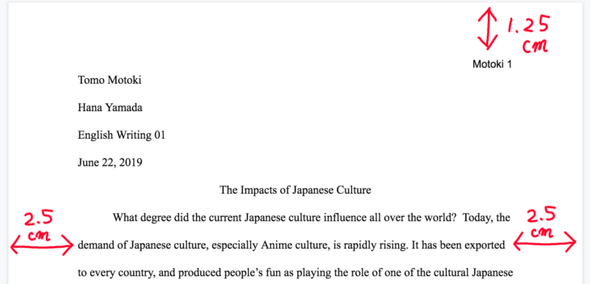 1.25
cm
Motoki 1
Tomo Motoki
Hana Yamada
English Writing 01
June 22, 2019
The Impacts of Japanese Culture
2.5
cm
What degree did the current Japanese culture influence all over the world?  Today, the
demand of Japanese culture, especially Anime culture, is rapidly rising. It has been exported
to every country, and produced people’s fun as playing the role of one of the cultural Japanese
2.5
cm